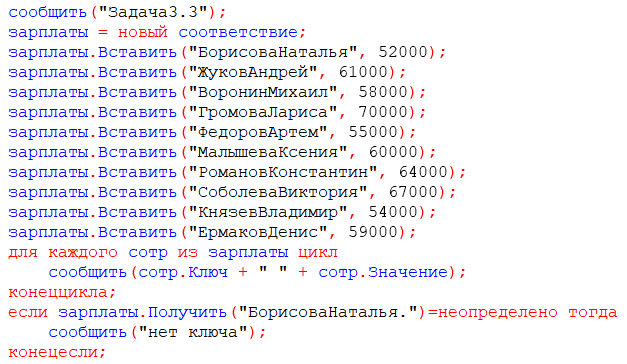 сообщить("Задача3.3");
зарплаты = новый соответствие;
зарплаты.Вставить("БорисоваНаталья", 52000);
зарплаты.Вставить("ЖуковАндрей", 61000);
зарплаты.Вставить("ВоронинМихаил", 58000);
зарплаты.Вставить("ГромоваЛариса", 70000);
зарплаты.Вставить("ФедоровАртем", 55000);
зарплаты.Вставить("МалышеваКсения", 60000);
зарплаты.Вставить("РомановКонстантин", 64000);
зарплаты.Вставить("СоболеваВиктория", 67000);
зарплаты.Вставить("КнязевВладимир", 54000);
зарплаты.Вставить("ЕрмаковДенис", 59000);
для каждого сотр из зарплаты цикл
    сообщить(сотр.Ключ + " " + сотр.Значение);
конеццикла;
если зарплаты.Получить("БорисоваНаталья.")=неопределено тогда
    сообщить("нет ключа");
конецесли;